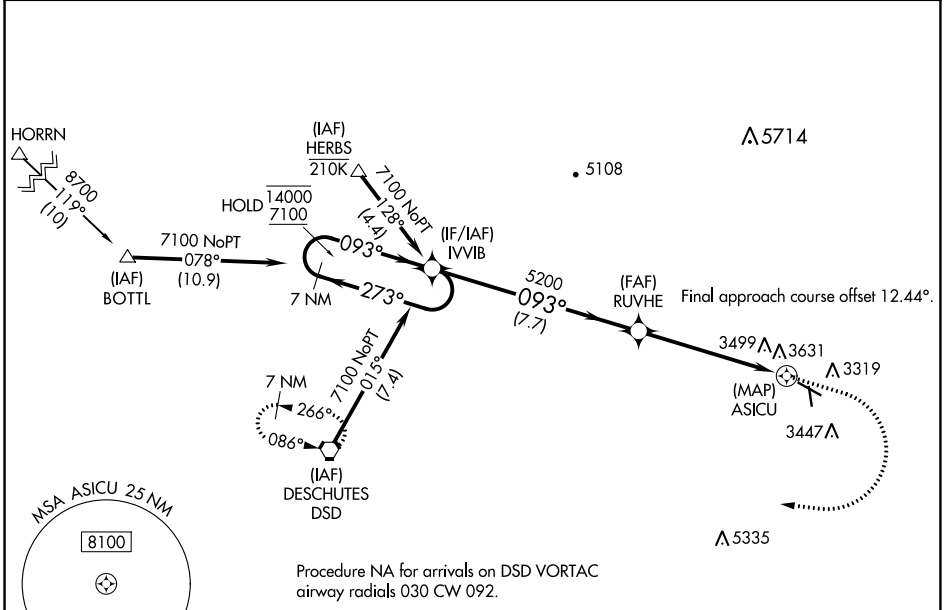 HORRN
8700
119°
(10)
(IAF)
BOTTL
7100 NoPT
078°
(10.9)
HOLD 14000
7100
(IAF)
HERBS
210K
7100 NoPT
128°
(4.4)
093°
7 NM
273°
(IF/IAF)
IVVIB
5200
093°
(7.7)
(FAF)
RUVHE
5108
5714
Final approach course offset 12.44°.
3499
3631
3319
(MAP)
ASICU
3447
7100 NoPT
015°
(7.4)
7 NM
266°
086°
(IAF)
DESCHUTES
DSD
5335
MSA ASICU 25 NM
8100
Procedure NA for arrivals on DSD VORTAC
airway radials 030 CW 092.